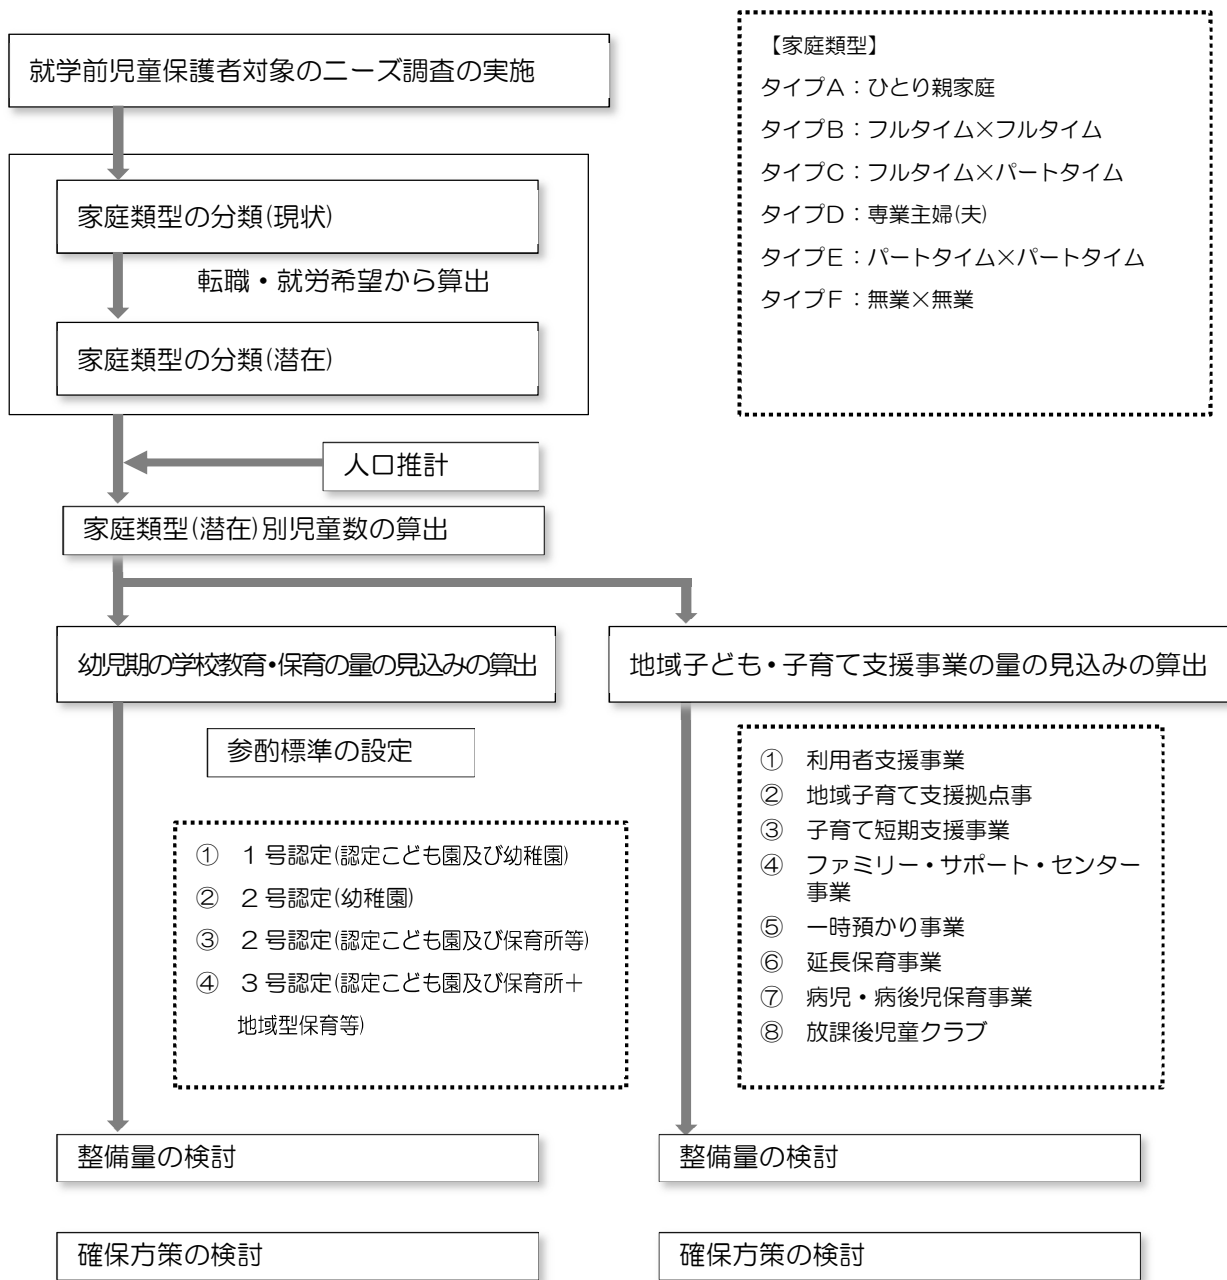 就学前児童保護者対象のニーズ調査の実施
家庭類型の分類(現状)
転職・就労希望から算出
家庭類型の分類(潜在)
【家庭類型】
タイプA：ひとり親家庭
タイプB：フルタイム×フルタイム
タイプC：フルタイム×パートタイム
タイプD：専業主婦(夫)
タイプE：パートタイム×パートタイム
タイプF：無業×無業
人口推計
家庭類型(潜在)別児童数の算出
幼児期の学校教育・保育の量の見込みの算出
参酌標準の設定
① １号認定(認定こども園及び幼稚園)
② ２号認定(幼稚園)
③ ２号認定(認定こども園及び保育所等)
④ ３号認定(認定こども園及び保育所＋
地域型保育等)
整備量の検討
確保方策の検討
地域子ども・子育て支援事業の量の見込みの算出
① 利用者支援事業
② 地域子育て支援拠点事
③ 子育て短期支援事業
④ ファミリー・サポート・センター
事業
⑤ 一時預かり事業
⑥ 延長保育事業
⑦ 病児・病後児保育事業
⑧ 放課後児童クラブ
整備量の検討
確保方策の検討